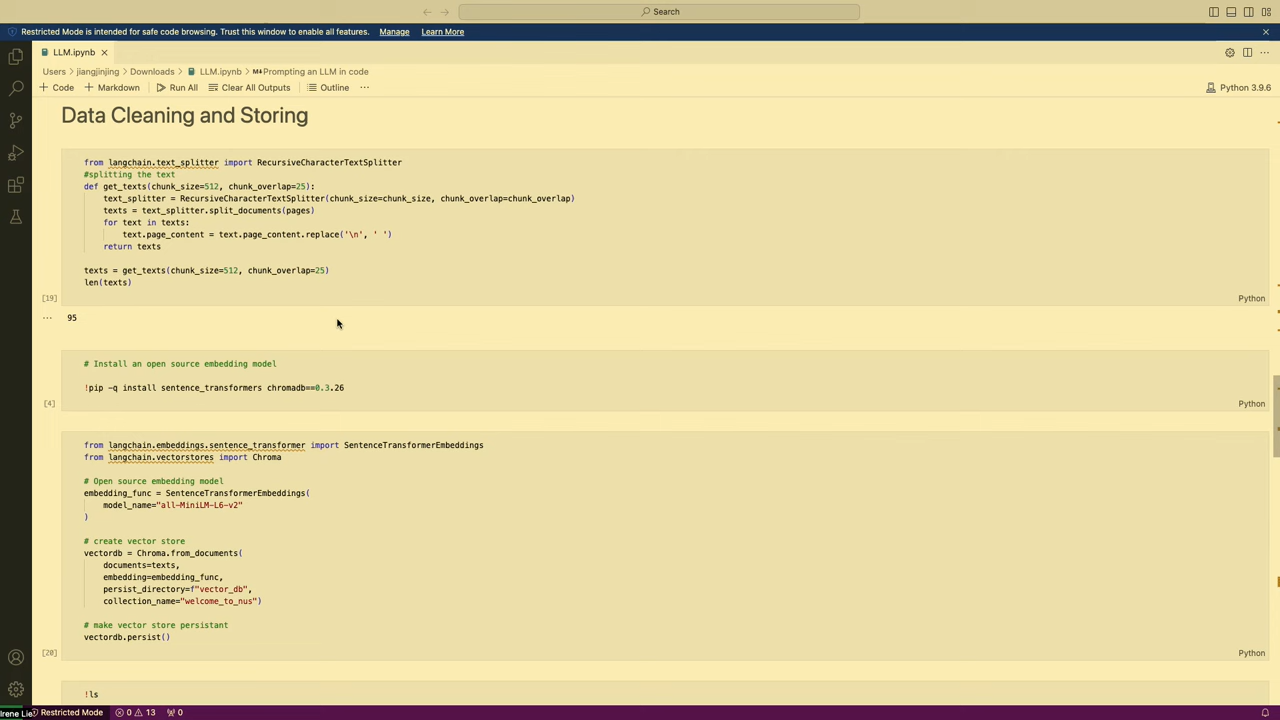 Search
Restricted Mode is intended for safe code browsing. Trust this window to enable all features. Manage Learn More
LLM.ipynb
Users > jiangjinjing > Downloads > LLM.ipynb > Prompting an LLM in code
Code Markdown Run All Clear All Outputs Outline ... Python 3.9.6
Data Cleaning and Storing
from langchain.text_splitter import RecursiveCharacterTextSplitter
#splitting the text
def get_texts(chunk_size=512, chunk_overlap=25):
    text_splitter = RecursiveCharacterTextSplitter(chunk_size=chunk_size, chunk_overlap=chunk_overlap)
    texts = text_splitter.split_documents(pages)
    for text in texts:
        text.page_content = text.page_content.replace('\n', ' ')
    return texts
texts = get_texts(chunk_size=512, chunk_overlap=25)
len(texts)
[19] Python
... 95
# Install an open source embedding model
!pip -q install sentence_transformers chromadb==0.3.26
[4] Python
from langchain.embeddings.sentence_transformer import SentenceTransformerEmbeddings
from langchain.vectorstores import Chroma
# Open source embedding model
embedding_func = SentenceTransformerEmbeddings(
    model_name="all-MiniLM-L6-v2"
)
# create vector store
vectordb = Chroma.from_documents(
    documents=texts,
    embedding=embedding_func,
    persist_directory=f"vector_db",
    collection_name="welcome_to_nus")
# make vector store persistant
vectordb.persist()
[20] Python
!ls
Irene Lie Restricted Mode 0 13 0